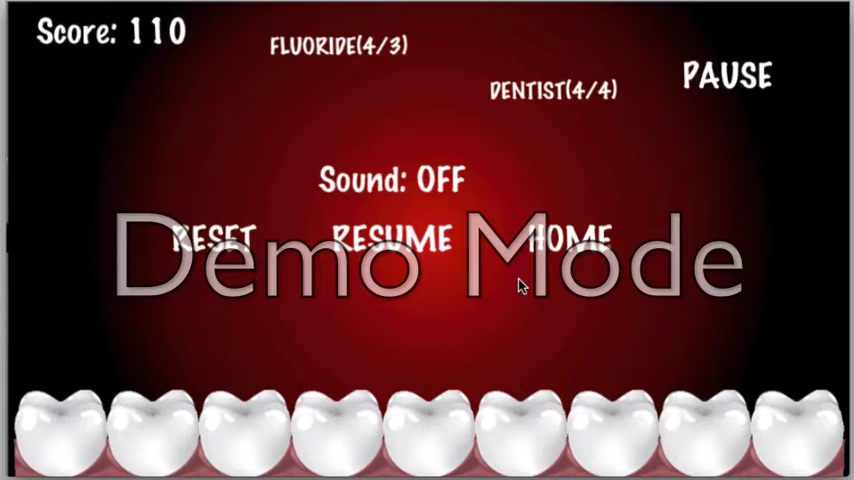 Score: 110
FLUORIDE(4/3)
DENTIST(4/4)
PAUSE
Sound: OFF
RESET RESUME HOME
Demo Mode